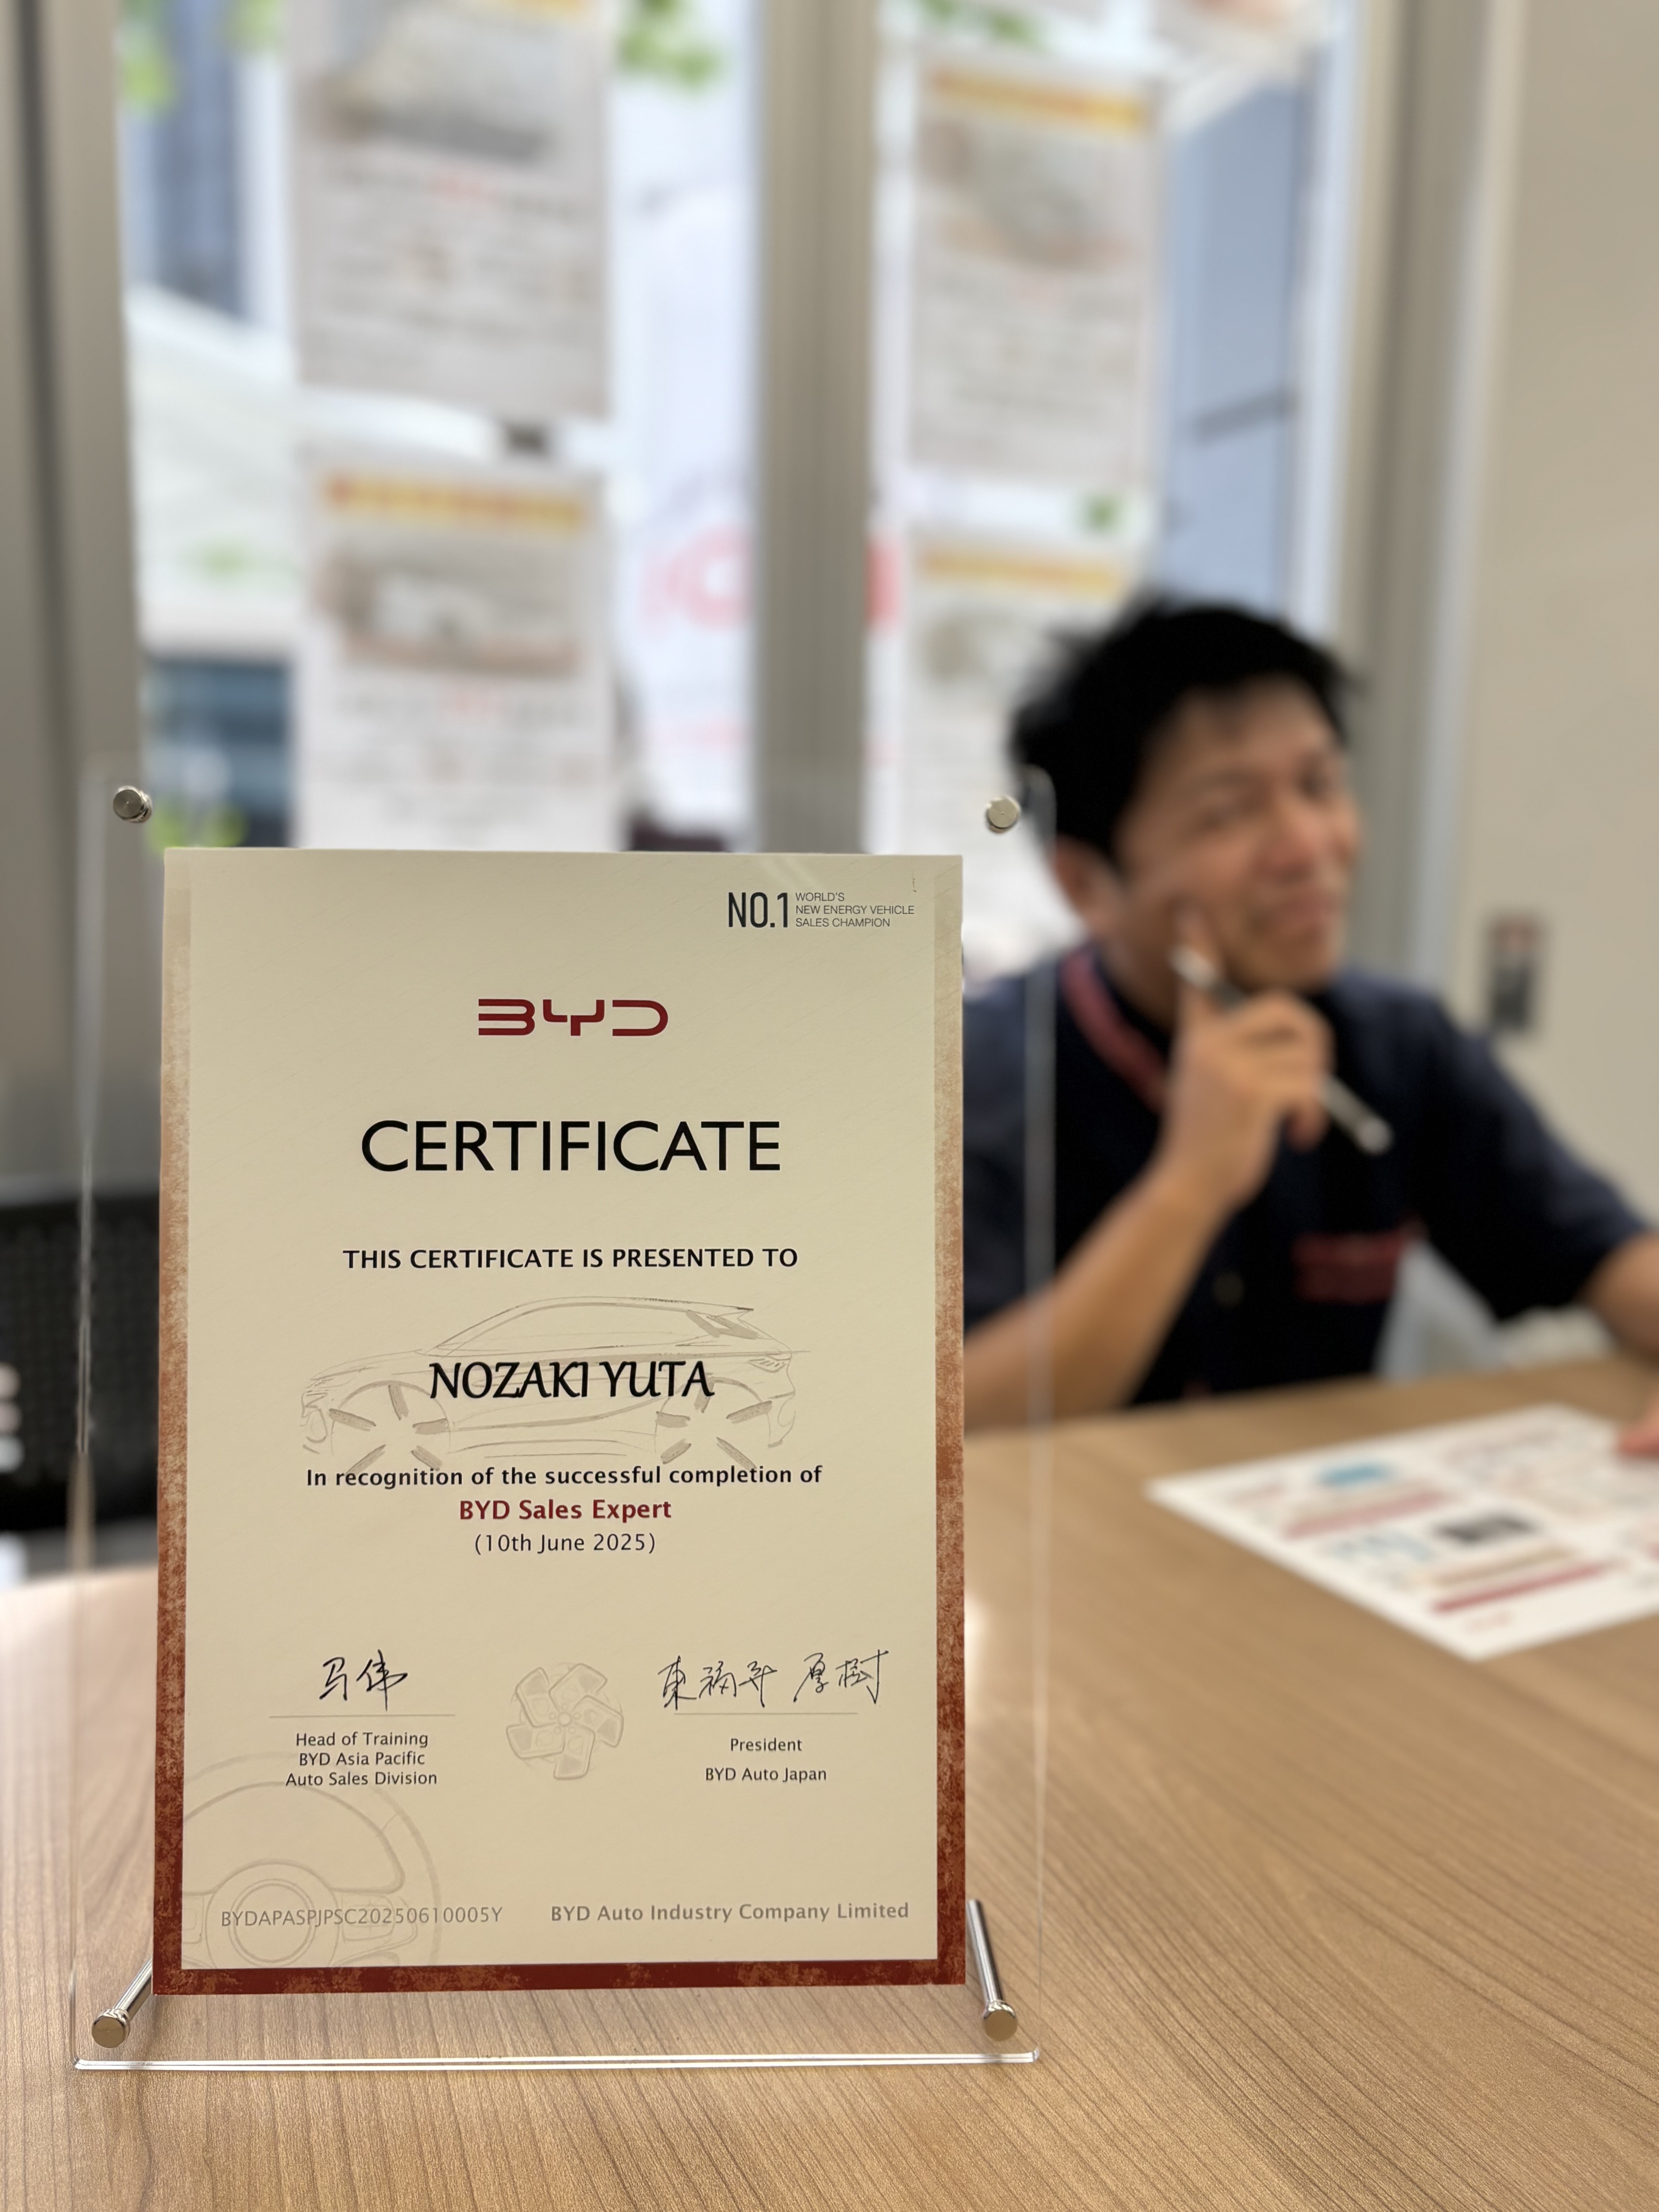 NO.1
WORLD'S
NEW ENERGY VEHICLE
SALES CHAMPION
BYD
CERTIFICATE
THIS CERTIFICATE IS PRESENTED TO
NOZAKI YUTA
In recognition of the successful completion of
BYD Sales Expert
(10th June 2025)
马伟
東福寺 厚樹
Head of Training
BYD Asia Pacific
Auto Sales Division
President
BYD Auto Japan
BYDAPASPJPSC20250610005Y
BYD Auto Industry Company Limited